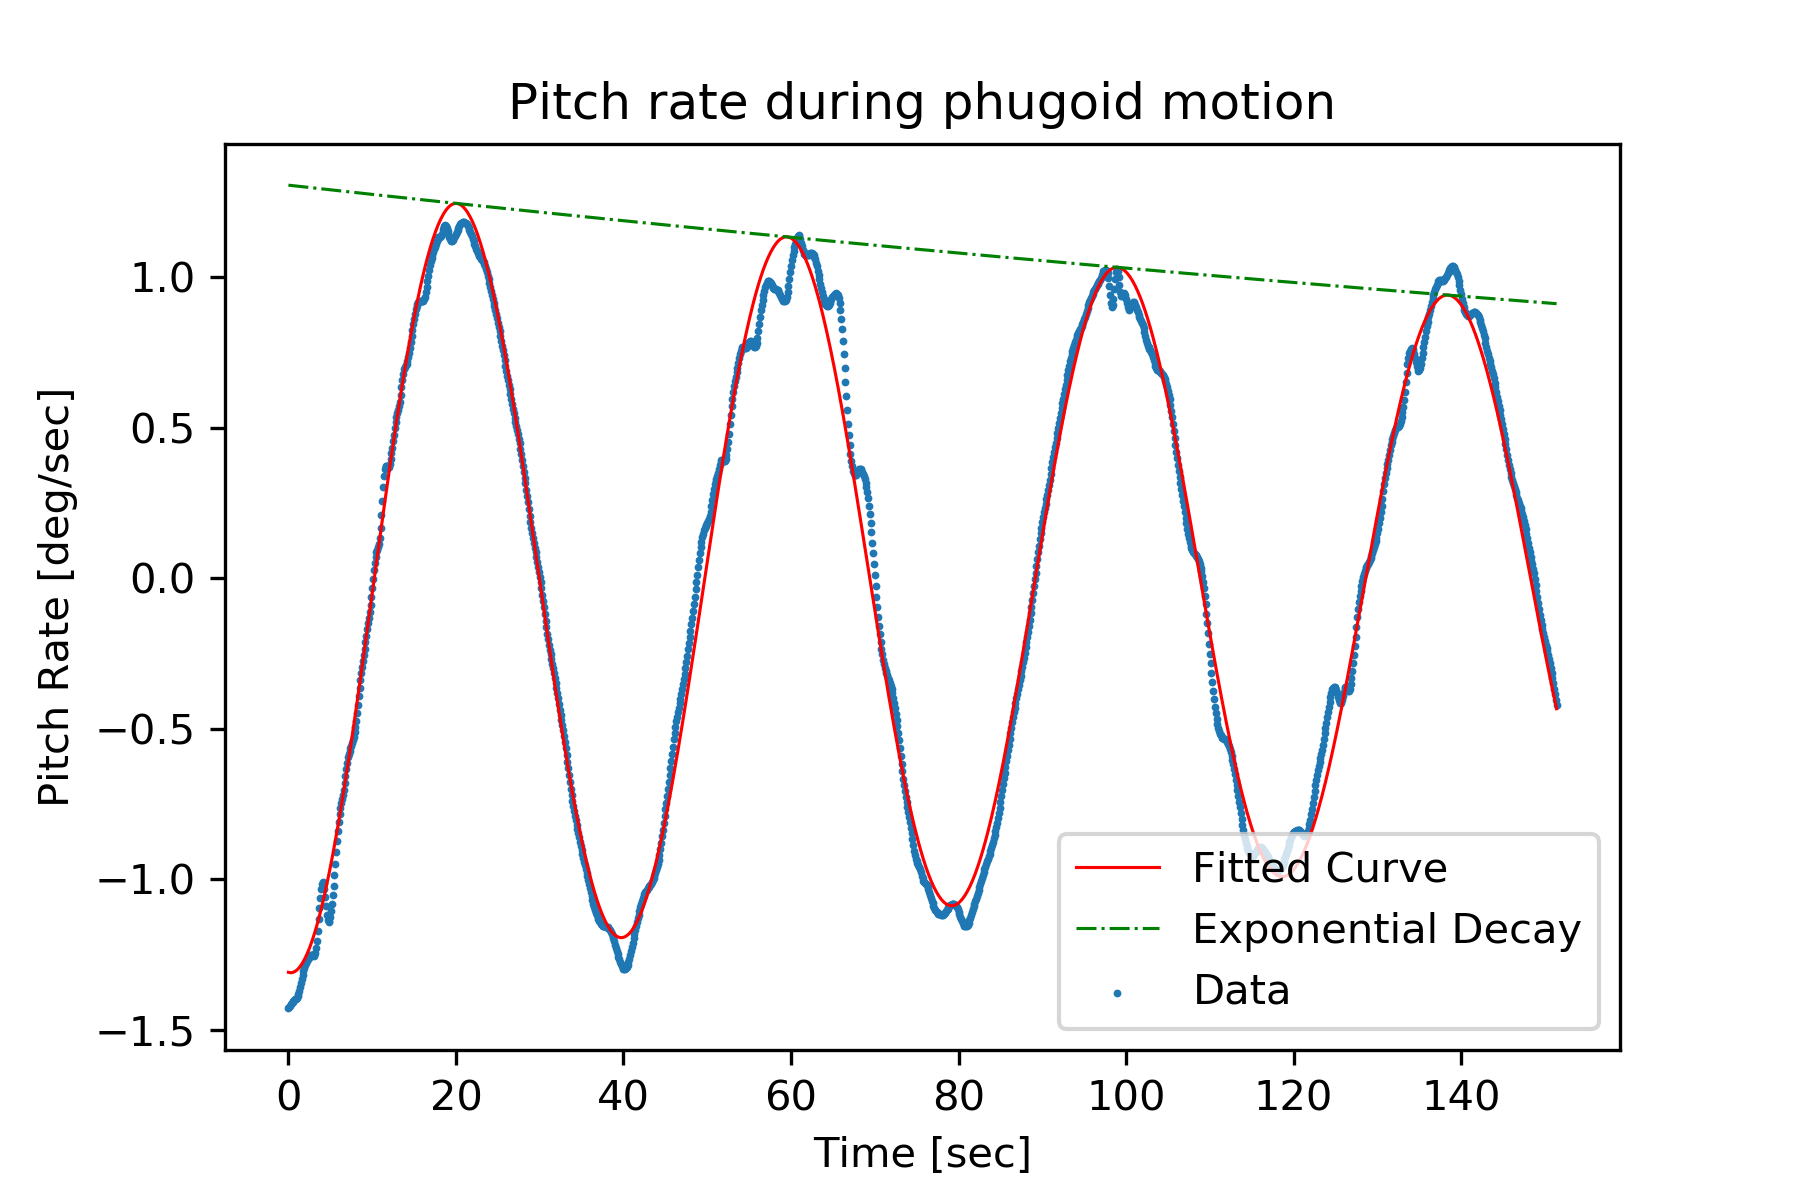 Pitch rate during phugoid motion
Pitch Rate [deg/sec]
1.0
0.5
0.0
−0.5
−1.0
−1.5
Fitted Curve
Exponential Decay
Data
0 20 40 60 80 100 120 140
Time [sec]